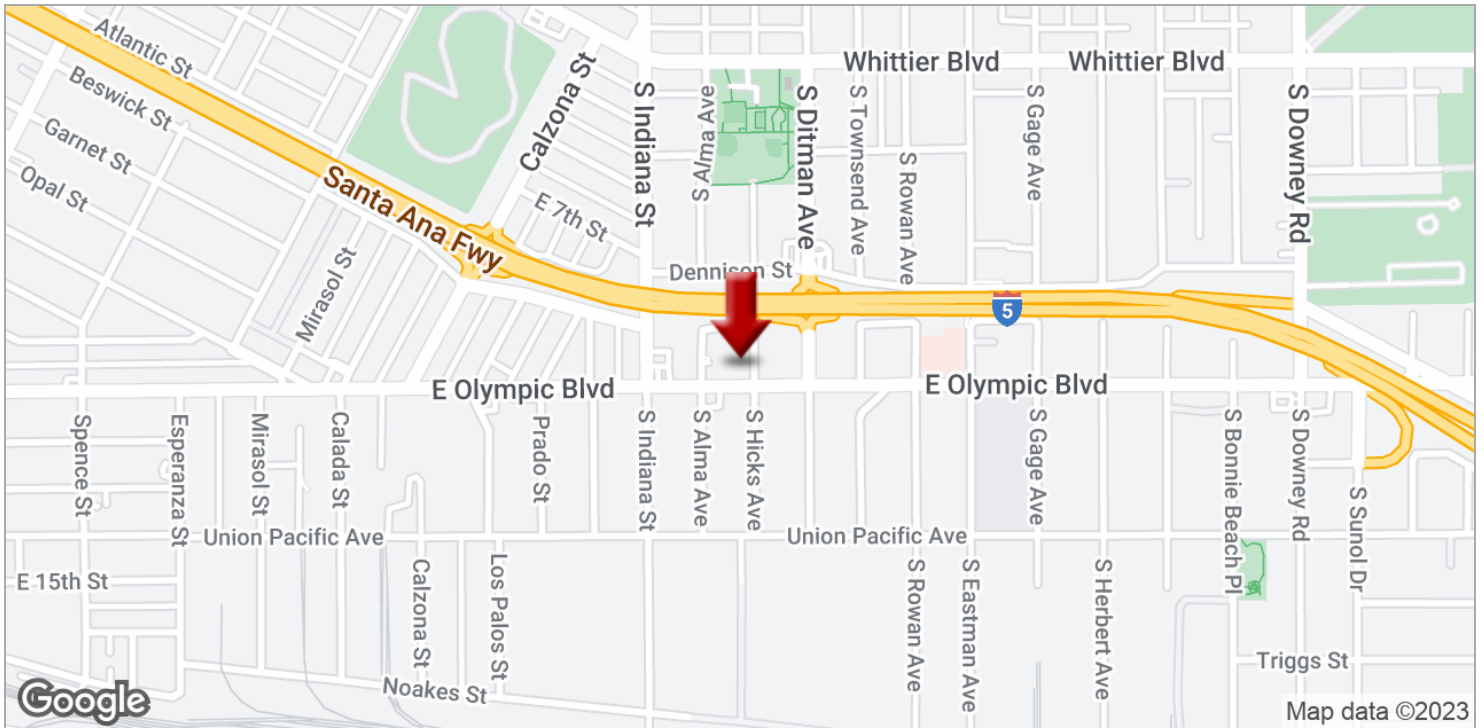 Atlantic St
Beswick St
Garnet St
Opal St
Santa Ana Fwy
Mirasol St
Calzona St
E 7th St
S Indiana St
S Alma Ave
Whittier Blvd
Whittier Blvd
S Ditman Ave
S Townsend Ave
S Rowan Ave
S Gage Ave
S Downey Rd
Dennison St
5
E Olympic Blvd
E Olympic Blvd
Spence St
Esperanza St
Mirasol St
Calada St
Prado St
S Indiana St
S Alma Ave
S Hicks Ave
S Gage Ave
S Bonnie Beach Pl
S Downey Rd
S Sunol Dr
Union Pacific Ave
Union Pacific Ave
E 15th St
Calzona St
Los Palos St
S Rowan Ave
S Eastman Ave
S Herbert Ave
Triggs St
Noakes St
Google
Map data ©2023